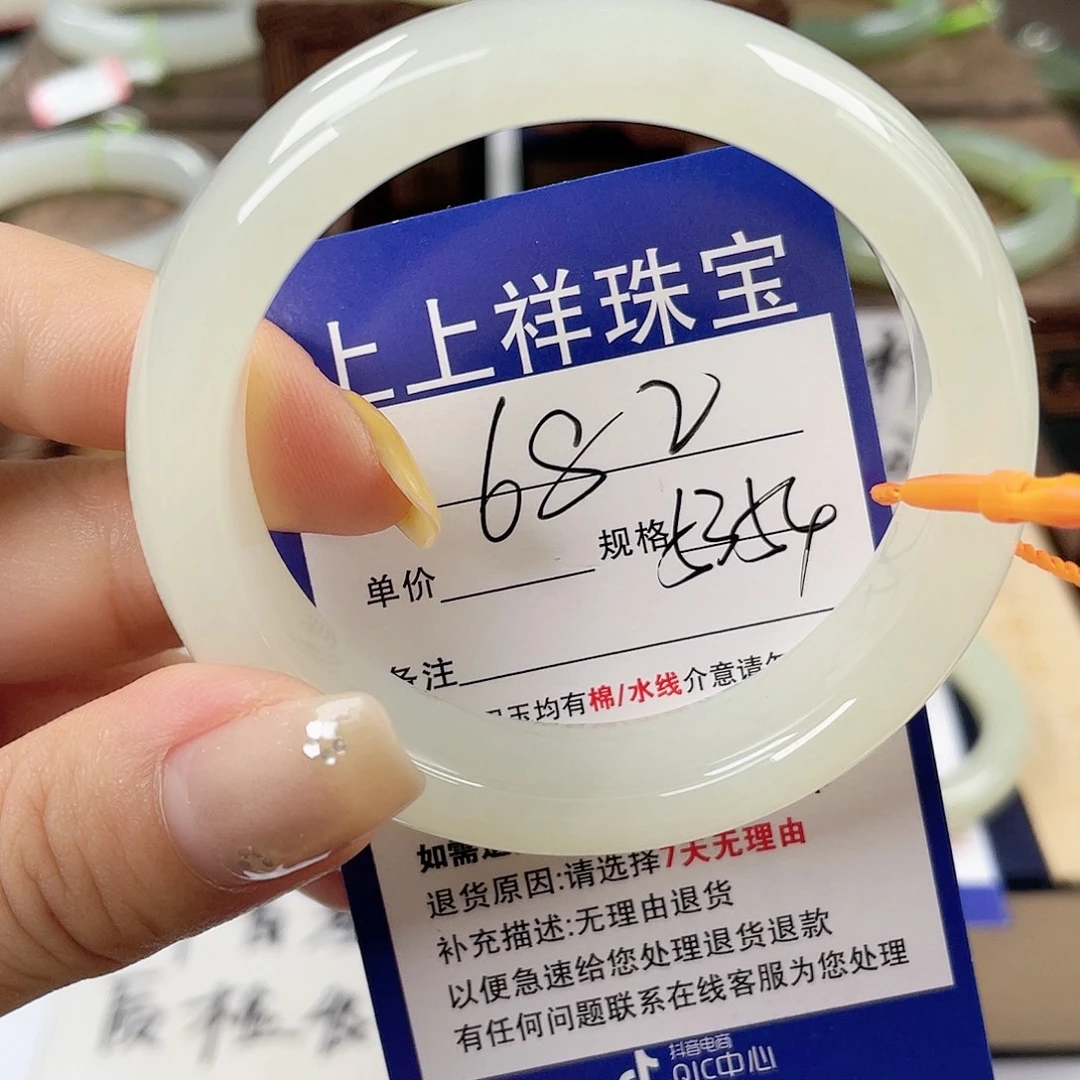 上上祥珠宝
682
规格 5354
单价
备注
玉均有棉/水线介意请勿
如需退
退货原因:请选择7天无理由
补充描述:无理由退货
以便急速给您处理退货退款
有任何问题联系在线客服为您处理
抖音电商
QIC中心